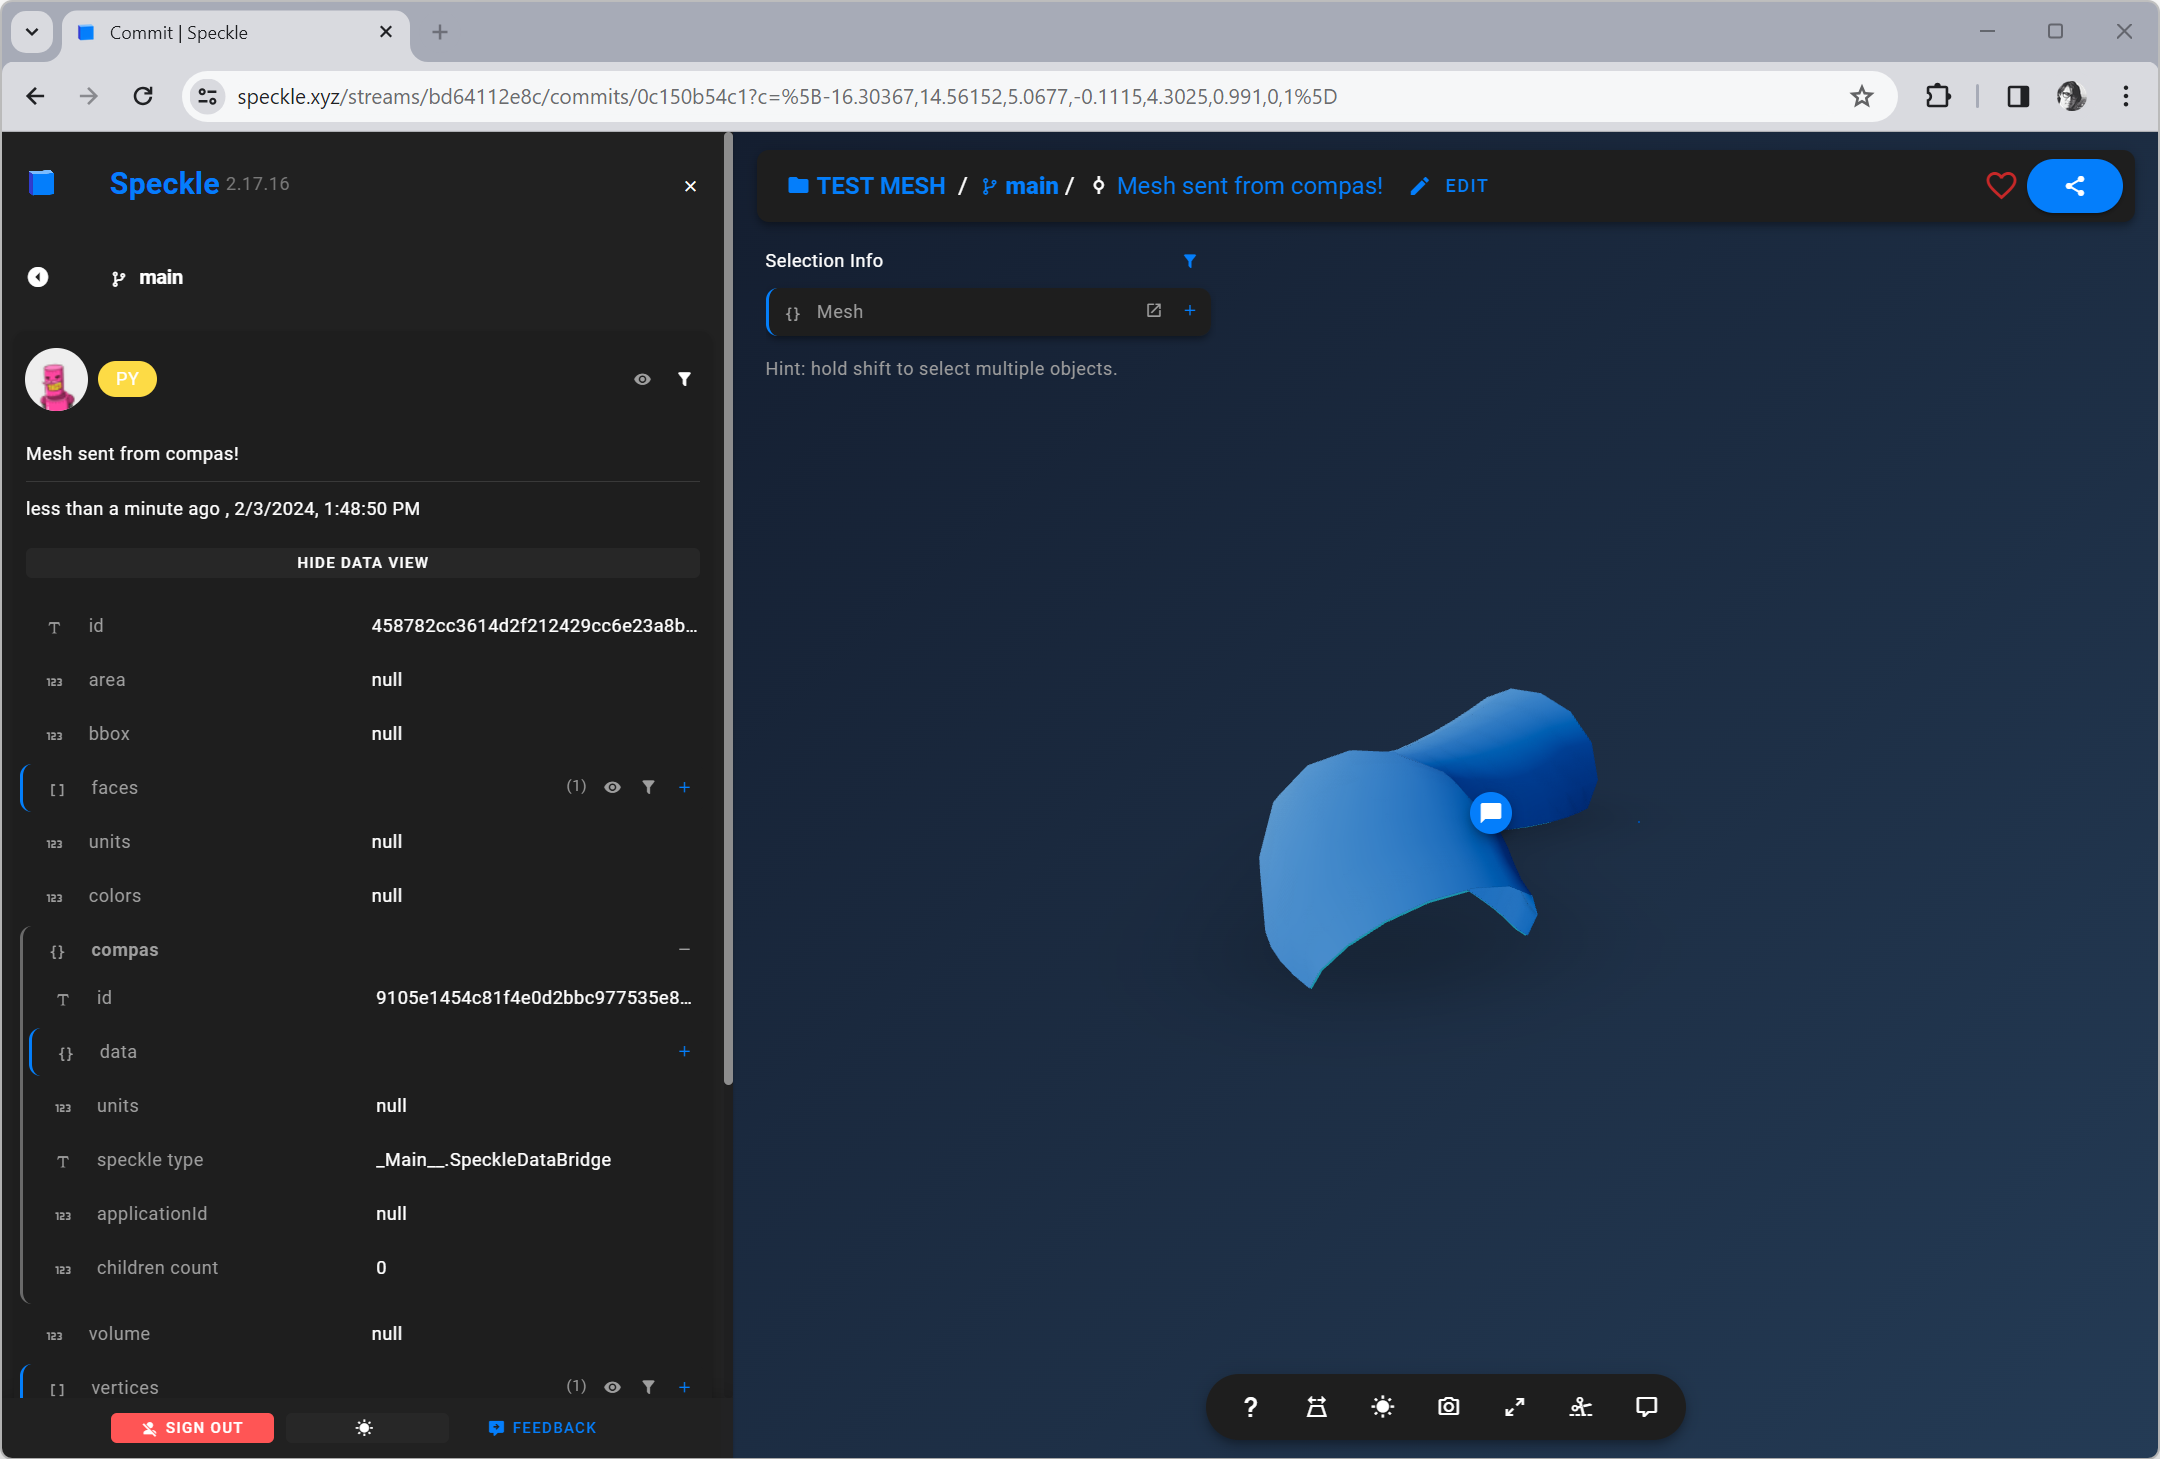 Commit | Speckle
speckle.xyz/streams/bd64112e8c/commits/0c150b54c1?c=%5B-16.30367,14.56152,5.0677,-0.1115,4.3025,0.991,0,1%5D
Speckle 2.17.16
main
PY
Mesh sent from compas!
less than a minute ago , 2/3/2024, 1:48:50 PM
HIDE DATA VIEW
T id 458782cc3614d2f212429cc6e23a8b...
123 area null
123 bbox null
[] faces (1)
123 units null
123 colors null
{} compas
T id 9105e1454c81f4e0d2bbc977535e8...
{} data
123 units null
T speckle type _Main__.SpeckleDataBridge
123 applicationId null
123 children count 0
123 volume null
[] vertices (1)
SIGN OUT FEEDBACK
TEST MESH / main / Mesh sent from compas! EDIT
Selection Info
{} Mesh
Hint: hold shift to select multiple objects.
?